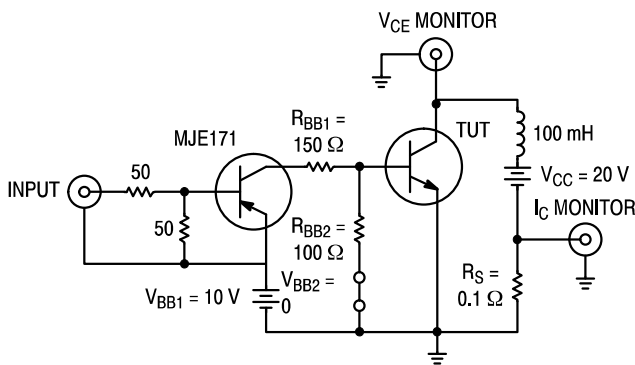 V_CE MONITOR
MJE171
R_BB1 =
150 Ω
TUT
100 mH
INPUT
50
50
R_BB2 =
100 Ω
V_CC = 20 V
I_C MONITOR
V_BB1 = 10 V
V_BB2 =
0
R_S =
0.1 Ω